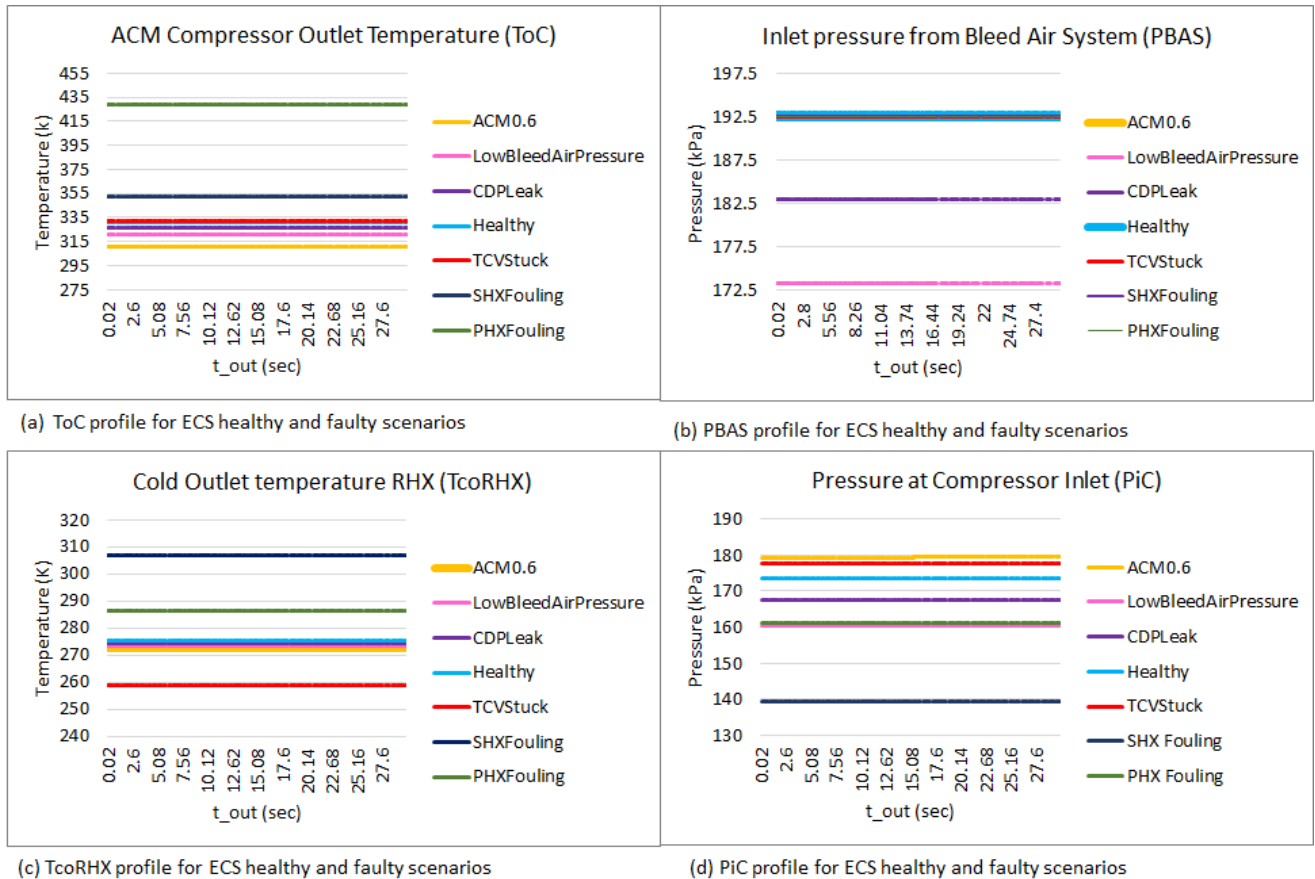 ACM Compressor Outlet Temperature (ToC)
455
435
415
395
375
355
335
315
295
275
Temperature (k)
0.02
2.6
5.08
7.56
10.12
12.62
15.08
17.6
20.14
22.68
25.16
27.6
t_out (sec)
ACM0.6
LowBleedAirPressure
CDPLeak
Healthy
TCVStuck
SHXFouling
PHXFouling
(a) ToC profile for ECS healthy and faulty scenarios
Inlet pressure from Bleed Air System (PBAS)
197.5
192.5
187.5
182.5
177.5
172.5
Pressure (kPa)
0.02
2.8
5.56
8.26
11.04
13.74
16.44
19.24
22
24.74
27.4
t_out (sec)
ACM0.6
LowBleedAirPressure
CDPLeak
Healthy
TCVStuck
SHXFouling
PHXFouling
(b) PBAS profile for ECS healthy and faulty scenarios
Cold Outlet temperature RHX (TcoRHX)
320
310
300
290
280
270
260
250
240
Temperature (K)
0.02
2.6
5.08
7.56
10.12
12.62
15.08
17.6
20.14
22.68
25.16
27.6
t_out (sec)
ACM0.6
LowBleedAirPressure
CDPLeak
Healthy
TCVStuck
SHXFouling
PHXFouling
(c) TcoRHX profile for ECS healthy and faulty scenarios
Pressure at Compressor Inlet (PiC)
190
180
170
160
150
140
130
Pressure (kPa)
0.02
2.6
5.08
7.56
10.12
12.62
15.08
17.6
20.14
22.68
25.16
27.6
t_out (sec)
ACM0.6
LowBleedAirPressure
CDPLeak
Healthy
TCVStuck
SHX Fouling
PHX Fouling
(d) PiC profile for ECS healthy and faulty scenarios